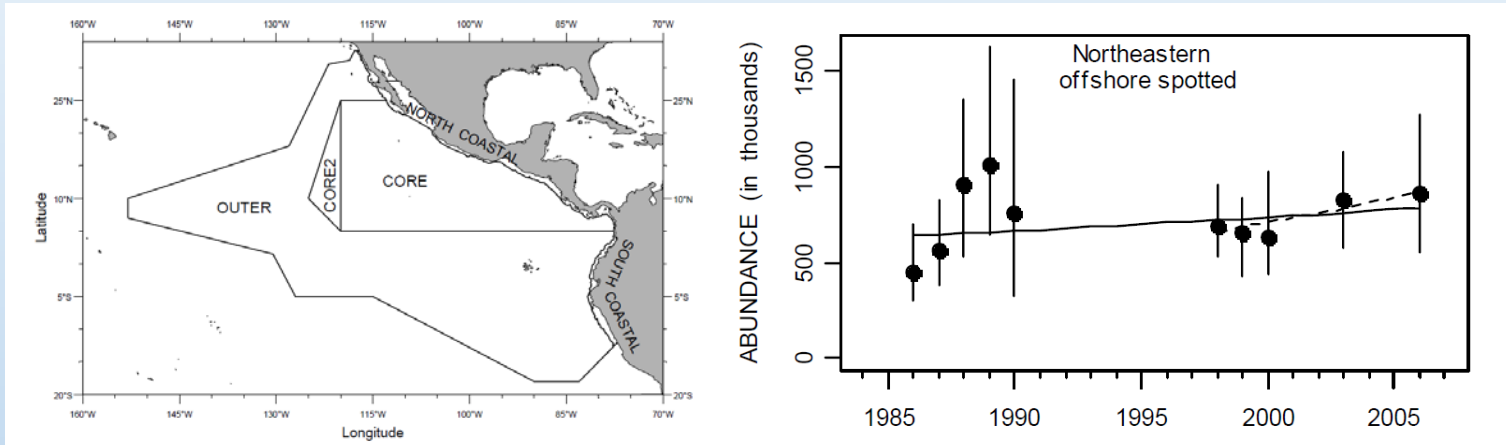 160°W 145°W 130°W 115°W 100°W 85°W 70°W
25°N 25°N
10°N 10°N
5°S 5°S
20°S 20°S
160°W 145°W 130°W 115°W 100°W 85°W 70°W
Latitude
Longitude
NORTH COASTAL
CORE2
CORE
OUTER
SOUTH COASTAL
Northeastern
offshore spotted
ABUNDANCE (in thousands)
1500
1000
500
0
1985 1990 1995 2000 2005